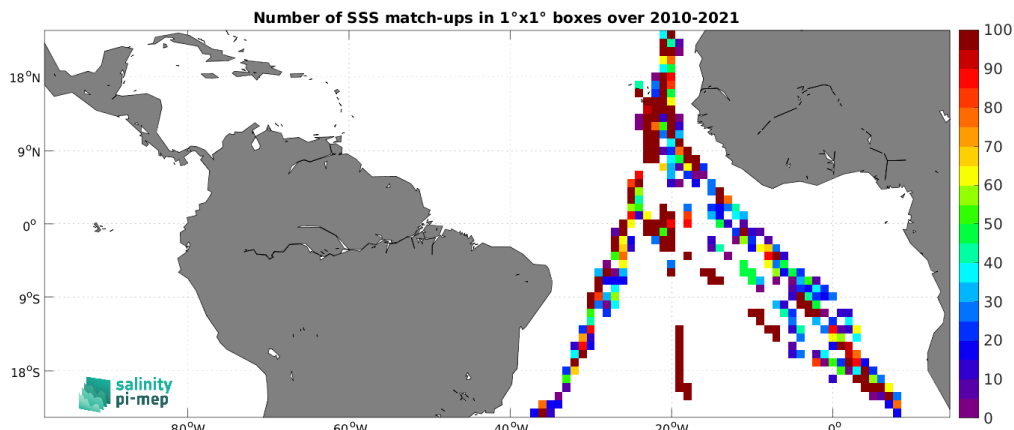 Number of SSS match-ups in 1°x1° boxes over 2010-2021
18°N
9°N
0°
9°S
18°S
80°W
60°W
40°W
20°W
0°
100
90
80
70
60
50
40
30
20
10
0
salinity
pi-mep